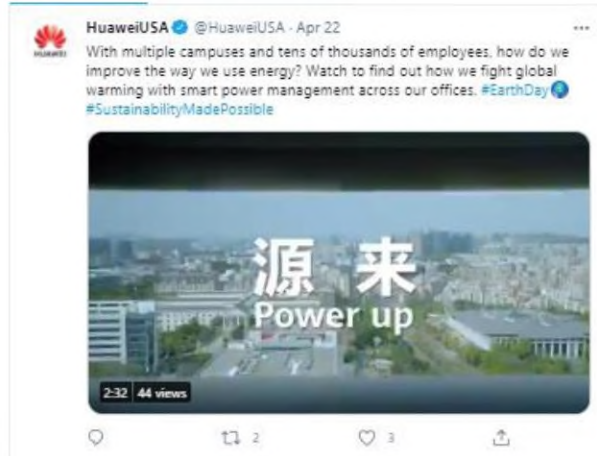 HuaweiUSA @HuaweiUSA · Apr 22
With multiple campuses and tens of thousands of employees, how do we
improve the way we use energy? Watch to find out how we fight global
warming with smart power management across our offices. #EarthDay🌏
#SustainabilityMadePossible
HUAWEI
源来
Power up
2:32 44 views
2 3